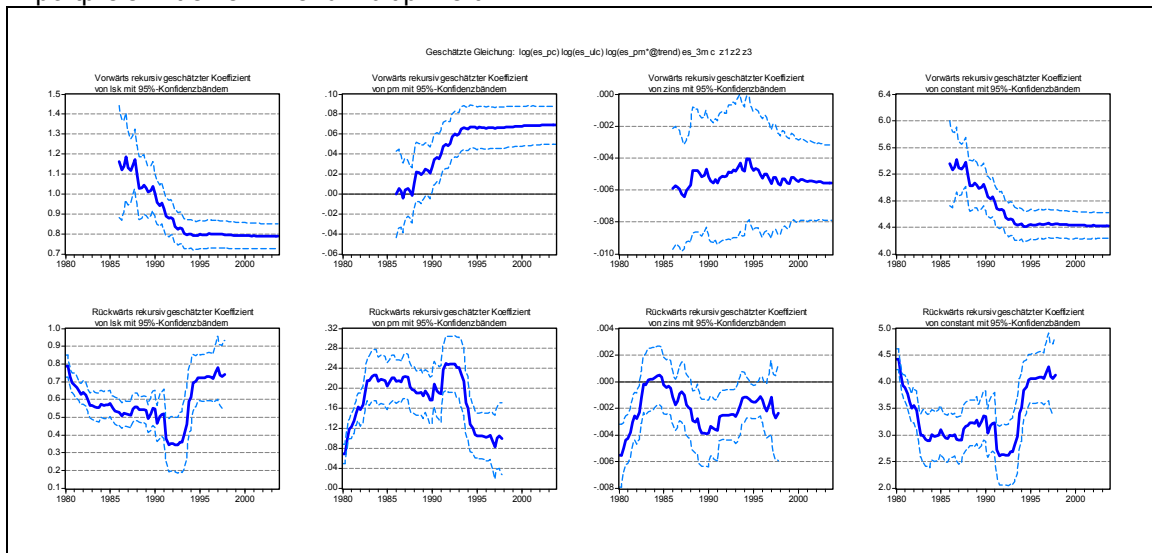 Geschätzte Gleichung: log(es_pc) log(es_ulc) log(es_pm*@trend) es_3m c z1 z2 z3
Vorwärts rekursiv geschätzter Koeffizient
von lsk mit 95%-Konfidenzbändern
1.5
1.4
1.3
1.2
1.1
1.0
0.9
0.8
0.7
1980 1985 1990 1995 2000
Vorwärts rekursiv geschätzter Koeffizient
von pm mit 95%-Konfidenzbändern
.10
.08
.06
.04
.02
.00
-.02
-.04
-.06
1980 1985 1990 1995 2000
Vorwärts rekursiv geschätzter Koeffizient
von zins mit 95%-Konfidenzbändern
.000
-.002
-.004
-.006
-.008
-.010
1980 1985 1990 1995 2000
Vorwärts rekursiv geschätzter Koeffizient
von constant mit 95%-Konfidenzbändern
6.4
6.0
5.6
5.2
4.8
4.4
4.0
1980 1985 1990 1995 2000
Rückwärts rekursiv geschätzter Koeffizient
von lsk mit 95%-Konfidenzbändern
1.0
0.9
0.8
0.7
0.6
0.5
0.4
0.3
0.2
0.1
1980 1985 1990 1995 2000
Rückwärts rekursiv geschätzter Koeffizient
von pm mit 95%-Konfidenzbändern
.32
.28
.24
.20
.16
.12
.08
.04
.00
1980 1985 1990 1995 2000
Rückwärts rekursiv geschätzter Koeffizient
von zins mit 95%-Konfidenzbändern
.004
.002
.000
-.002
-.004
-.006
-.008
1980 1985 1990 1995 2000
Rückwärts rekursiv geschätzter Koeffizient
von constant mit 95%-Konfidenzbändern
5.0
4.5
4.0
3.5
3.0
2.5
2.0
1980 1985 1990 1995 2000